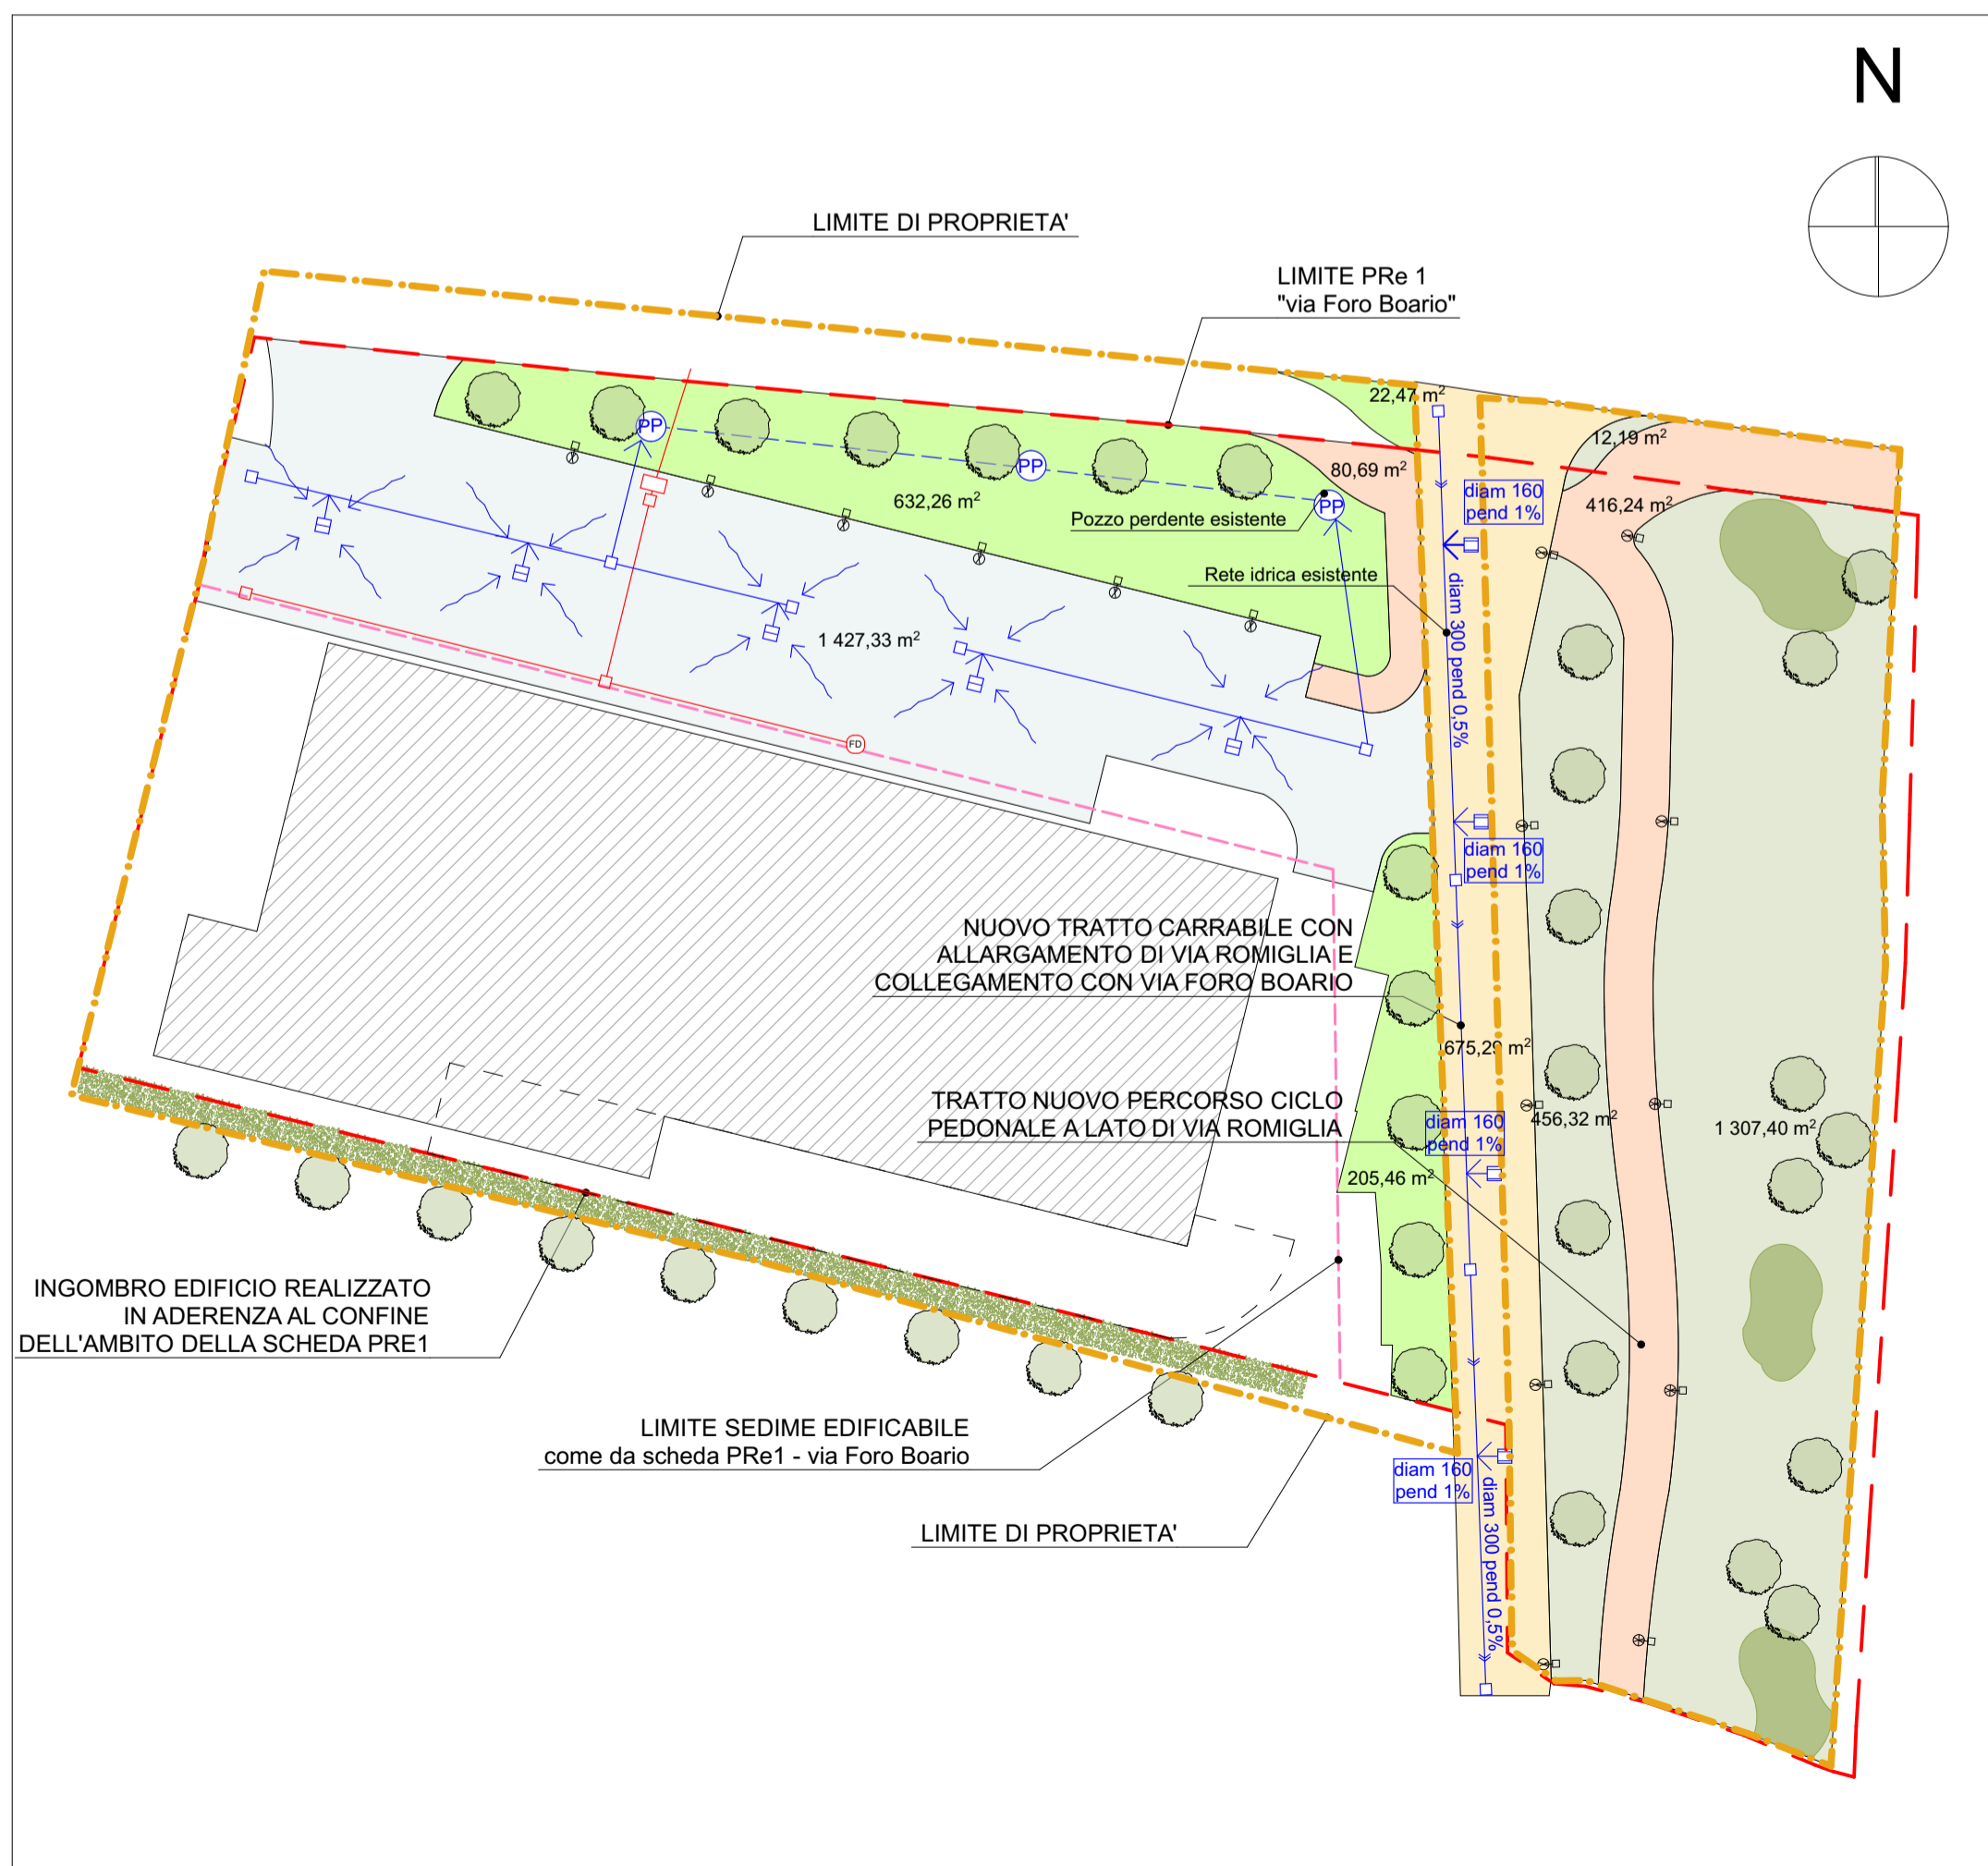 N
LIMITE DI PROPRIETA'
LIMITE PRe 1
"via Foro Boario"
22,47 m²
12,19 m²
80,69 m²
416,24 m²
PP
PP
PP
632,26 m²
diam 160
pend 1%
Pozzo perdente esistente
Rete idrica esistente
diam 300 pend 0,5%
1 427,33 m²
FD
diam 160
pend 1%
NUOVO TRATTO CARRABILE CON
ALLARGAMENTO DI VIA ROMIGLIA E
COLLEGAMENTO CON VIA FORO BOARIO
675,29 m²
TRATTO NUOVO PERCORSO CICLO
PEDONALE A LATO DI VIA ROMIGLIA
diam 160
pend 1%
456,32 m²
1 307,40 m²
205,46 m²
INGOMBRO EDIFICIO REALIZZATO
IN ADERENZA AL CONFINE
DELL'AMBITO DELLA SCHEDA PRE1
LIMITE SEDIME EDIFICABILE
come da scheda PRe1 - via Foro Boario
diam 160
pend 1%
diam 300 pend 0,5%
LIMITE DI PROPRIETA'